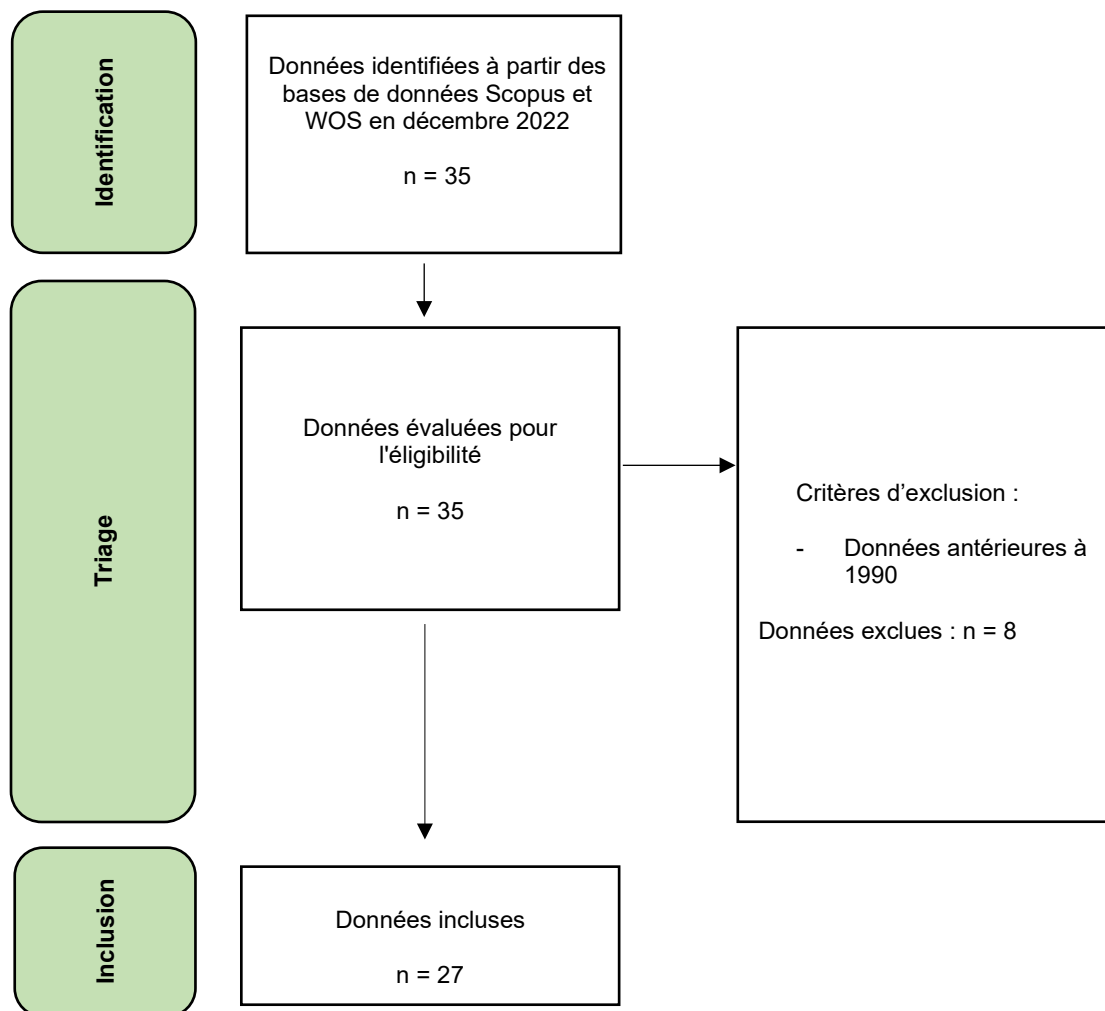 Identification
Données identifiées à partir des
bases de données Scopus et
WOS en décembre 2022
n = 35
Triage
Données évaluées pour
l'éligibilité
n = 35
Critères d’exclusion :
- Données antérieures à
1990
Données exclues : n = 8
Inclusion
Données incluses
n = 27